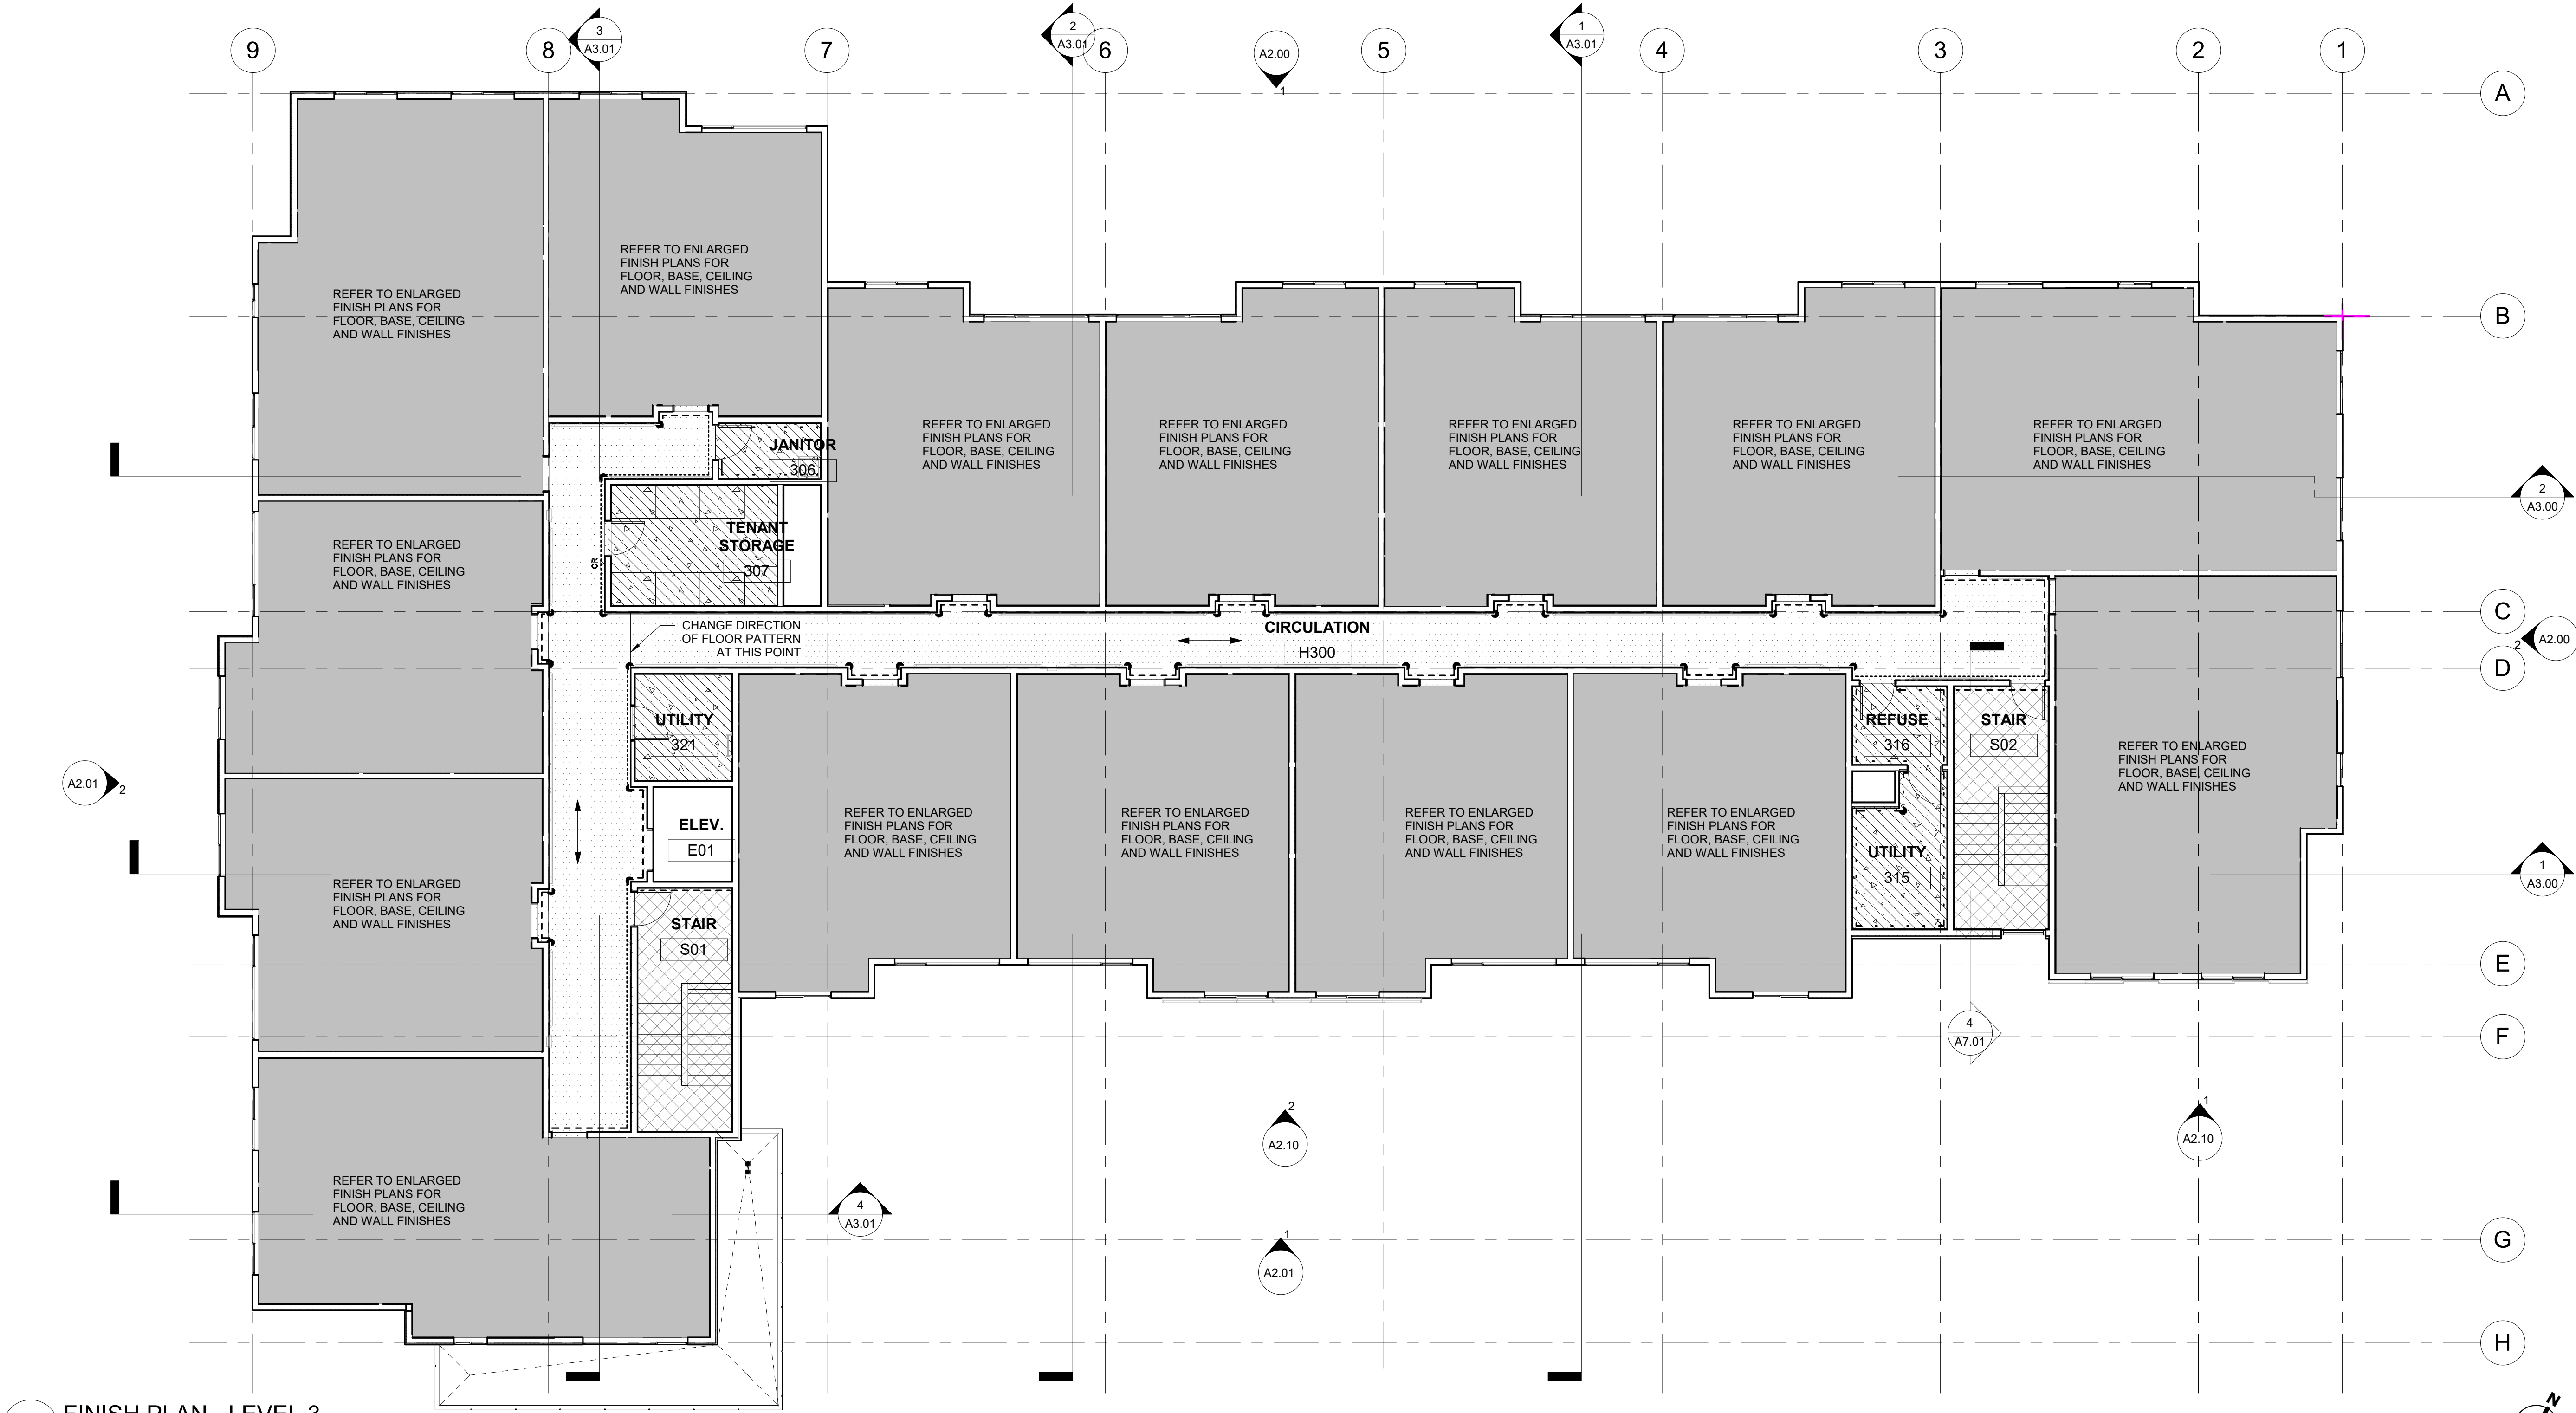 9
8
3
A3.01
7
2
A3.01
6
A2.00
1
5
1
A3.01
4
3
2
1
A
B
C
D
E
F
G
H
REFER TO ENLARGED
FINISH PLANS FOR
FLOOR, BASE, CEILING
AND WALL FINISHES
REFER TO ENLARGED
FINISH PLANS FOR
FLOOR, BASE, CEILING
AND WALL FINISHES
REFER TO ENLARGED
FINISH PLANS FOR
FLOOR, BASE, CEILING
AND WALL FINISHES
REFER TO ENLARGED
FINISH PLANS FOR
FLOOR, BASE, CEILING
AND WALL FINISHES
REFER TO ENLARGED
FINISH PLANS FOR
FLOOR, BASE, CEILING
AND WALL FINISHES
REFER TO ENLARGED
FINISH PLANS FOR
FLOOR, BASE, CEILING
AND WALL FINISHES
REFER TO ENLARGED
FINISH PLANS FOR
FLOOR, BASE, CEILING
AND WALL FINISHES
JANITOR
306
2
A3.00
TENANT
STORAGE
307
CR
REFER TO ENLARGED
FINISH PLANS FOR
FLOOR, BASE, CEILING
AND WALL FINISHES
CHANGE DIRECTION
OF FLOOR PATTERN
AT THIS POINT
CIRCULATION
H300
A2.00
2
UTILITY
321
REFUSE
316
STAIR
S02
REFER TO ENLARGED
FINISH PLANS FOR
FLOOR, BASE, CEILING
AND WALL FINISHES
A2.01
2
ELEV.
E01
REFER TO ENLARGED
FINISH PLANS FOR
FLOOR, BASE, CEILING
AND WALL FINISHES
REFER TO ENLARGED
FINISH PLANS FOR
FLOOR, BASE, CEILING
AND WALL FINISHES
REFER TO ENLARGED
FINISH PLANS FOR
FLOOR, BASE, CEILING
AND WALL FINISHES
REFER TO ENLARGED
FINISH PLANS FOR
FLOOR, BASE, CEILING
AND WALL FINISHES
UTILITY
315
1
A3.00
REFER TO ENLARGED
FINISH PLANS FOR
FLOOR, BASE, CEILING
AND WALL FINISHES
STAIR
S01
4
A7.01
2
A2.10
1
A2.10
REFER TO ENLARGED
FINISH PLANS FOR
FLOOR, BASE, CEILING
AND WALL FINISHES
4
A3.01
1
A2.01
FINISH PLAN - LEVEL 3
N